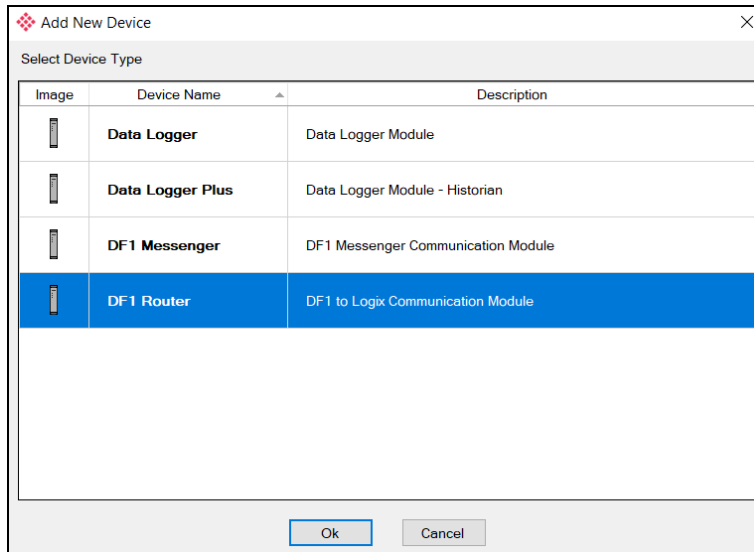 Add New Device
Select Device Type
Image Device Name Description
Data Logger Data Logger Module
Data Logger Plus Data Logger Module - Historian
DF1 Messenger DF1 Messenger Communication Module
DF1 Router DF1 to Logix Communication Module
Ok Cancel